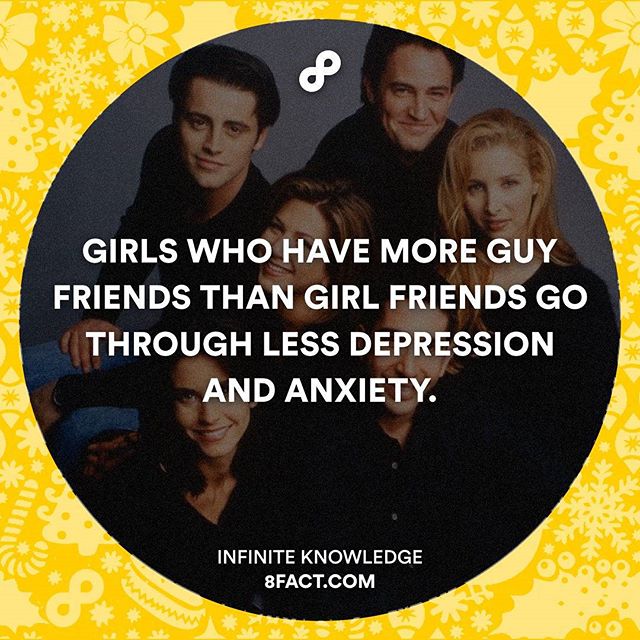 GIRLS WHO HAVE MORE GUY
FRIENDS THAN GIRL FRIENDS GO
THROUGH LESS DEPRESSION
AND ANXIETY.
INFINITE KNOWLEDGE
8FACT.COM